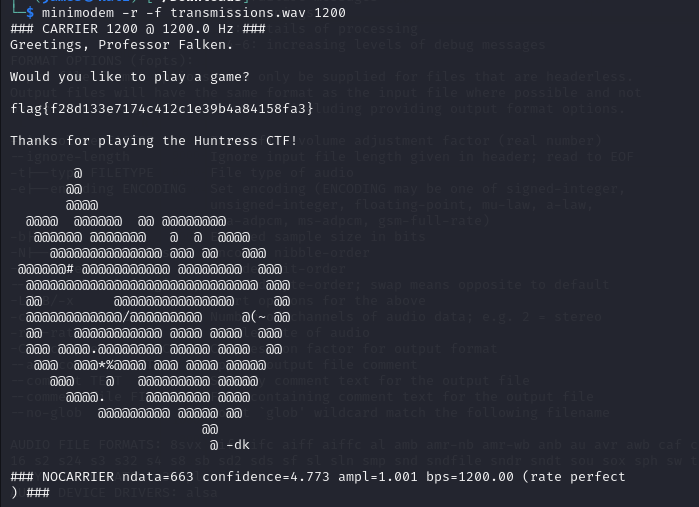 $ minimodem -r -f transmissions.wav 1200
### CARRIER 1200 @ 1200.0 Hz ###
Greetings, Professor Falken.
Would you like to play a game?
flag{f28d133e7174c412c1e39b4a84158fa3}
Thanks for playing the Huntress CTF!
        @
       @@
       @@@@
  @@@@  @@@@@@  @@ @@@@@@@@
   @@@@@@ @@@@@@@   @  @  @@@@
     @@@@@@@@@@@@@@ @@@ @@   @@@
 @@@@@@# @@@@@@@@@@@ @@@@@@@@  @@@
  @@@@@@@@@@@@@@@@@@@@@@@@@@@@@ @@@
  @@         @@@@@@@@@@@@@@@     @@
  @@@@@@@@@@@@/@@@@@@@@@     @(~ @@
  @@    @@@@@@@@@@@ @@@@ @@@@  @@@
  @@@ @@@@.@@@@@@@@ @@@@@ @@@@  @@
   @@@  @@@*%@@@@ @@@ @@@@ @@@@@
     @@@    @   @@@@@@@@@ @@@@@
       @@@@.     @@@@@@@@ @@@@
           @@@@@@@@@ @@@@@ @@
                        @@
                         @ -dk
### NOCARRIER ndata=663 confidence=4.773 ampl=1.001 bps=1200.00 (rate perfect
) ###